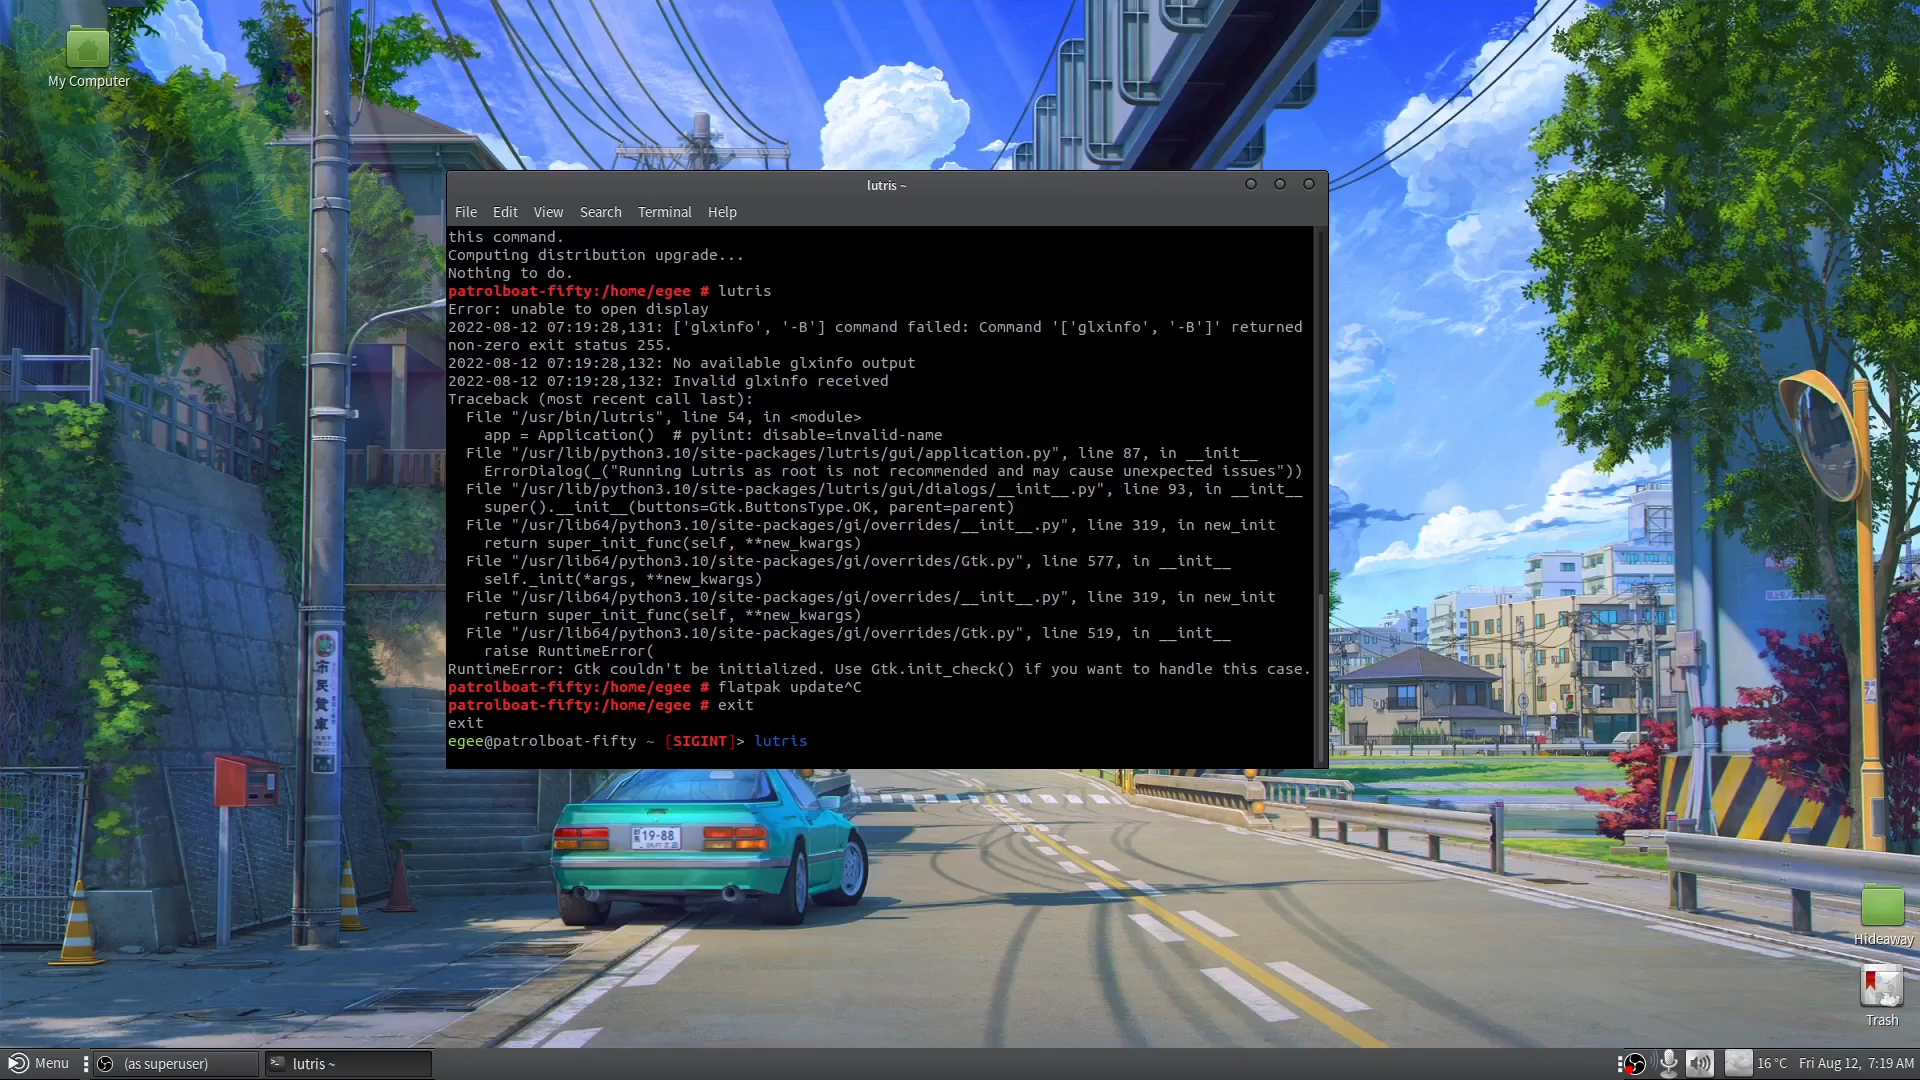 My Computer
lutris ~
File Edit View Search Terminal Help
this command.
Computing distribution upgrade...
Nothing to do.
patrolboat-fifty:/home/egee # lutris
Error: unable to open display
2022-08-12 07:19:28,131: ['glxinfo', '-B'] command failed: Command '['glxinfo', '-B']' returned
non-zero exit status 255.
2022-08-12 07:19:28,132: No available glxinfo output
2022-08-12 07:19:28,132: Invalid glxinfo received
Traceback (most recent call last):
  File "/usr/bin/lutris", line 54, in <module>
    app = Application()  # pylint: disable=invalid-name
  File "/usr/lib/python3.10/site-packages/lutris/gui/application.py", line 87, in __init__
    ErrorDialog(_("Running Lutris as root is not recommended and may cause unexpected issues"))
  File "/usr/lib/python3.10/site-packages/lutris/gui/dialogs/__init__.py", line 93, in __init__
    super().__init__(buttons=Gtk.ButtonsType.OK, parent=parent)
  File "/usr/lib64/python3.10/site-packages/gi/overrides/__init__.py", line 319, in new_init
    return super_init_func(self, **new_kwargs)
  File "/usr/lib64/python3.10/site-packages/gi/overrides/Gtk.py", line 577, in __init__
    self._init(*args, **new_kwargs)
  File "/usr/lib64/python3.10/site-packages/gi/overrides/__init__.py", line 319, in new_init
    return super_init_func(self, **new_kwargs)
  File "/usr/lib64/python3.10/site-packages/gi/overrides/Gtk.py", line 519, in __init__
    raise RuntimeError(
RuntimeError: Gtk couldn't be initialized. Use Gtk.init_check() if you want to handle this case.
patrolboat-fifty:/home/egee # flatpak update^C
patrolboat-fifty:/home/egee # exit
exit
egee@patrolboat-fifty ~ [SIGINT]> lutris
市民
19-88
Hideaway
Trash
Menu
(as superuser)
lutris ~
16 °C
Fri Aug 12, 7:19 AM